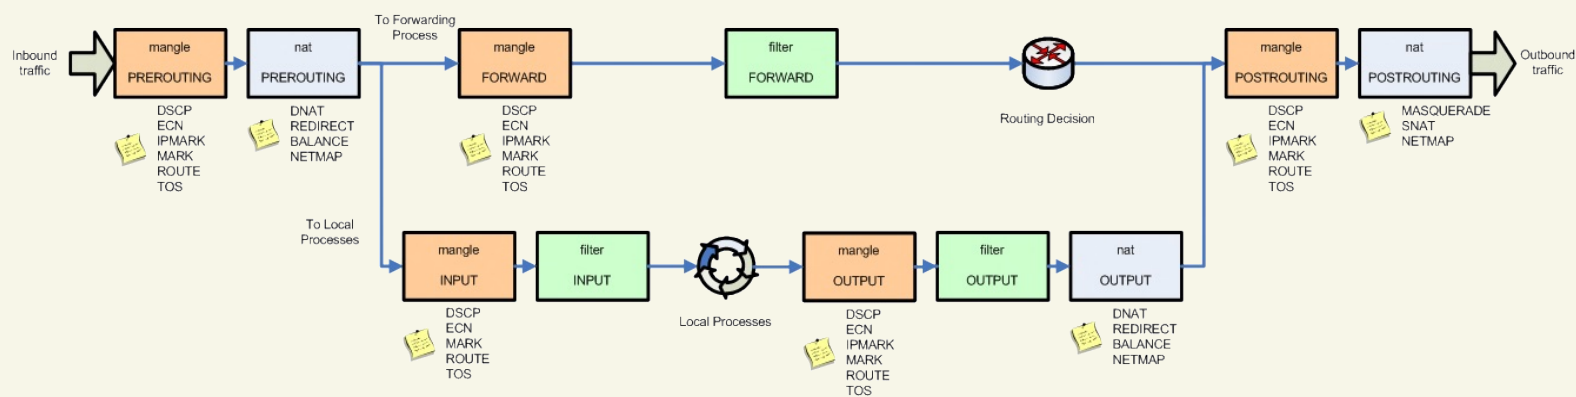 Inbound
traffic
mangle
PREROUTING
DSCP
ECN
IPMARK
MARK
ROUTE
TOS
nat
PREROUTING
DNAT
REDIRECT
BALANCE
NETMAP
To Forwarding
Process
mangle
FORWARD
DSCP
ECN
IPMARK
MARK
ROUTE
TOS
filter
FORWARD
Routing Decision
mangle
POSTROUTING
DSCP
ECN
IPMARK
MARK
ROUTE
TOS
nat
POSTROUTING
MASQUERADE
SNAT
NETMAP
Outbound
traffic
To Local
Processes
mangle
INPUT
DSCP
ECN
MARK
ROUTE
TOS
filter
INPUT
Local Processes
mangle
OUTPUT
DSCP
ECN
IPMARK
MARK
ROUTE
TOS
filter
OUTPUT
nat
OUTPUT
DNAT
REDIRECT
BALANCE
NETMAP